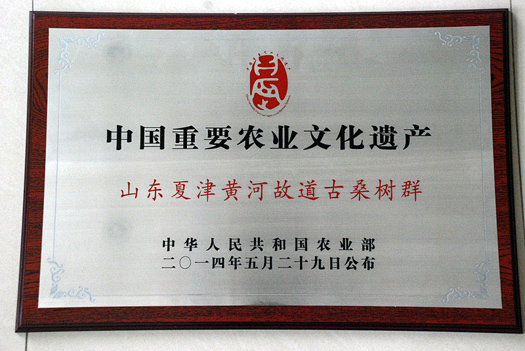 中国重要农业文化遗产
山东夏津黄河故道古桑树群
中华人民共和国农业部
二〇一四年五月二十九日公布